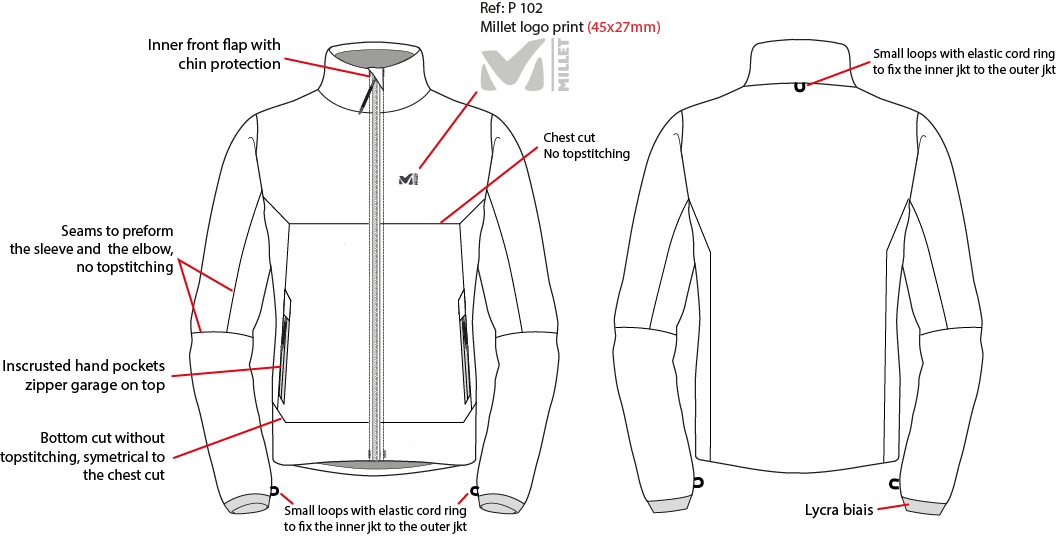 Ref: P 102
Millet logo print (45x27mm)
MILLET
Inner front flap with
chin protection
Small loops with elastic cord ring
to fix the inner jkt to the outer jkt
Chest cut
No topstitching
Seams to preform
the sleeve and the elbow,
no topstitching
Inscrusted hand pockets
zipper garage on top
Bottom cut without
topstitching, symetrical to
the chest cut
Small loops with elastic cord ring
to fix the inner jkt to the outer jkt
Lycra biais